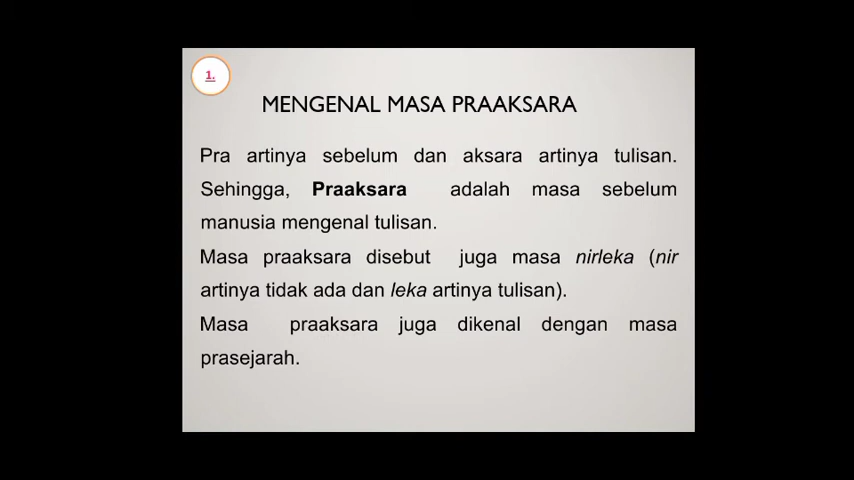 1.
MENGENAL MASA PRAAKSARA
Pra artinya sebelum dan aksara artinya tulisan.
Sehingga, Praaksara adalah masa sebelum
manusia mengenal tulisan.
Masa praaksara disebut juga masa nirleka (nir
artinya tidak ada dan leka artinya tulisan).
Masa praaksara juga dikenal dengan masa
prasejarah.